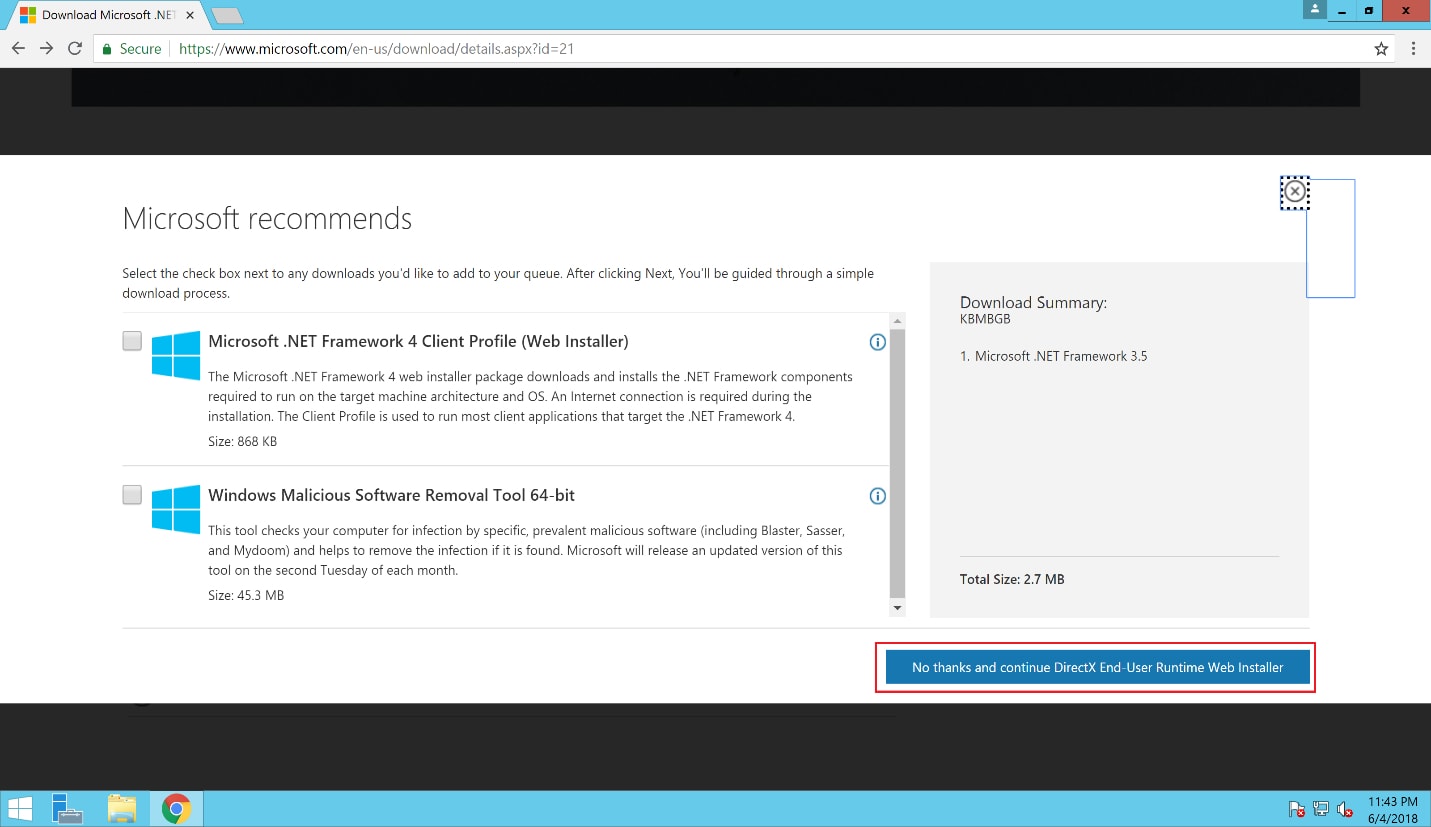 Download Microsoft .NET
Secure https://www.microsoft.com/en-us/download/details.aspx?id=21
Microsoft recommends
Select the check box next to any downloads you'd like to add to your queue. After clicking Next, You'll be guided through a simple
download process.
Microsoft .NET Framework 4 Client Profile (Web Installer)
The Microsoft .NET Framework 4 web installer package downloads and installs the .NET Framework components
required to run on the target machine architecture and OS. An Internet connection is required during the
installation. The Client Profile is used to run most client applications that target the .NET Framework 4.
Size: 868 KB
Windows Malicious Software Removal Tool 64-bit
This tool checks your computer for infection by specific, prevalent malicious software (including Blaster, Sasser,
and Mydoom) and helps to remove the infection if it is found. Microsoft will release an updated version of this
tool on the second Tuesday of each month.
Size: 45.3 MB
Download Summary:
KBMBGB
1. Microsoft .NET Framework 3.5
Total Size: 2.7 MB
No thanks and continue DirectX End-User Runtime Web Installer
11:43 PM
6/4/2018